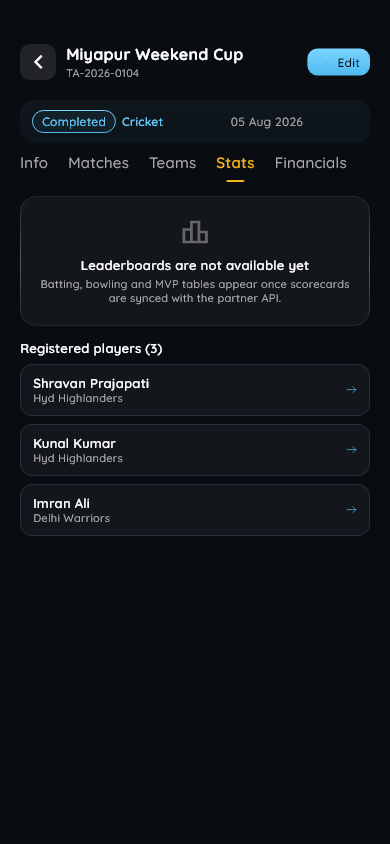 Miyapur Weekend Cup
TA-2026-0104
Edit
Completed Cricket 05 Aug 2026
Info Matches Teams Stats Financials
Leaderboards are not available yet
Batting, bowling and MVP tables appear once scorecards
are synced with the partner API.
Registered players (3)
Shravan Prajapati
Hyd Highlanders
Kunal Kumar
Hyd Highlanders
Imran Ali
Delhi Warriors